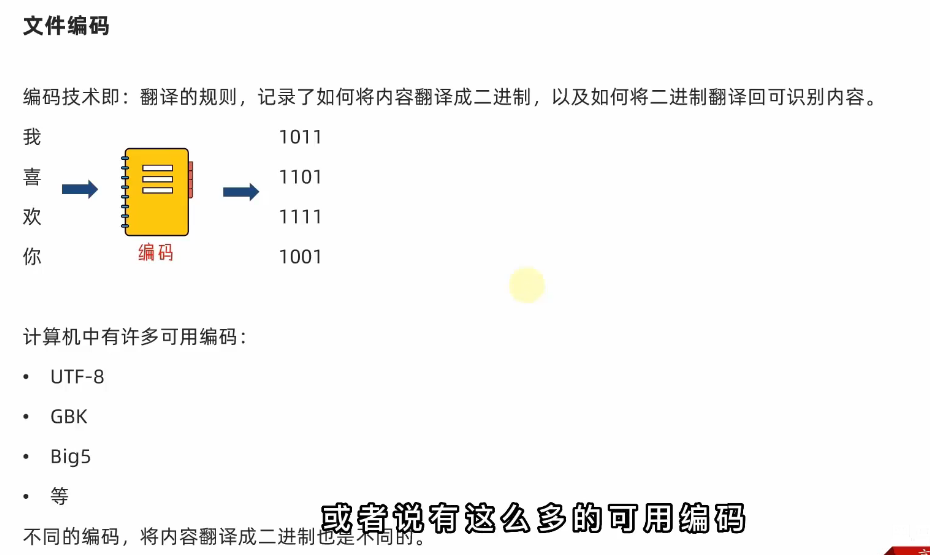 文件编码
编码技术即：翻译的规则，记录了如何将内容翻译成二进制，以及如何将二进制翻译回可识别内容。
我 1011
喜 1101
欢 1111
你 1001
编码
计算机中有许多可用编码：
• UTF-8
• GBK
• Big5
• 等
不同的编码，将内容翻译成二进制也是不同的。
或者说有这么多的可用编码